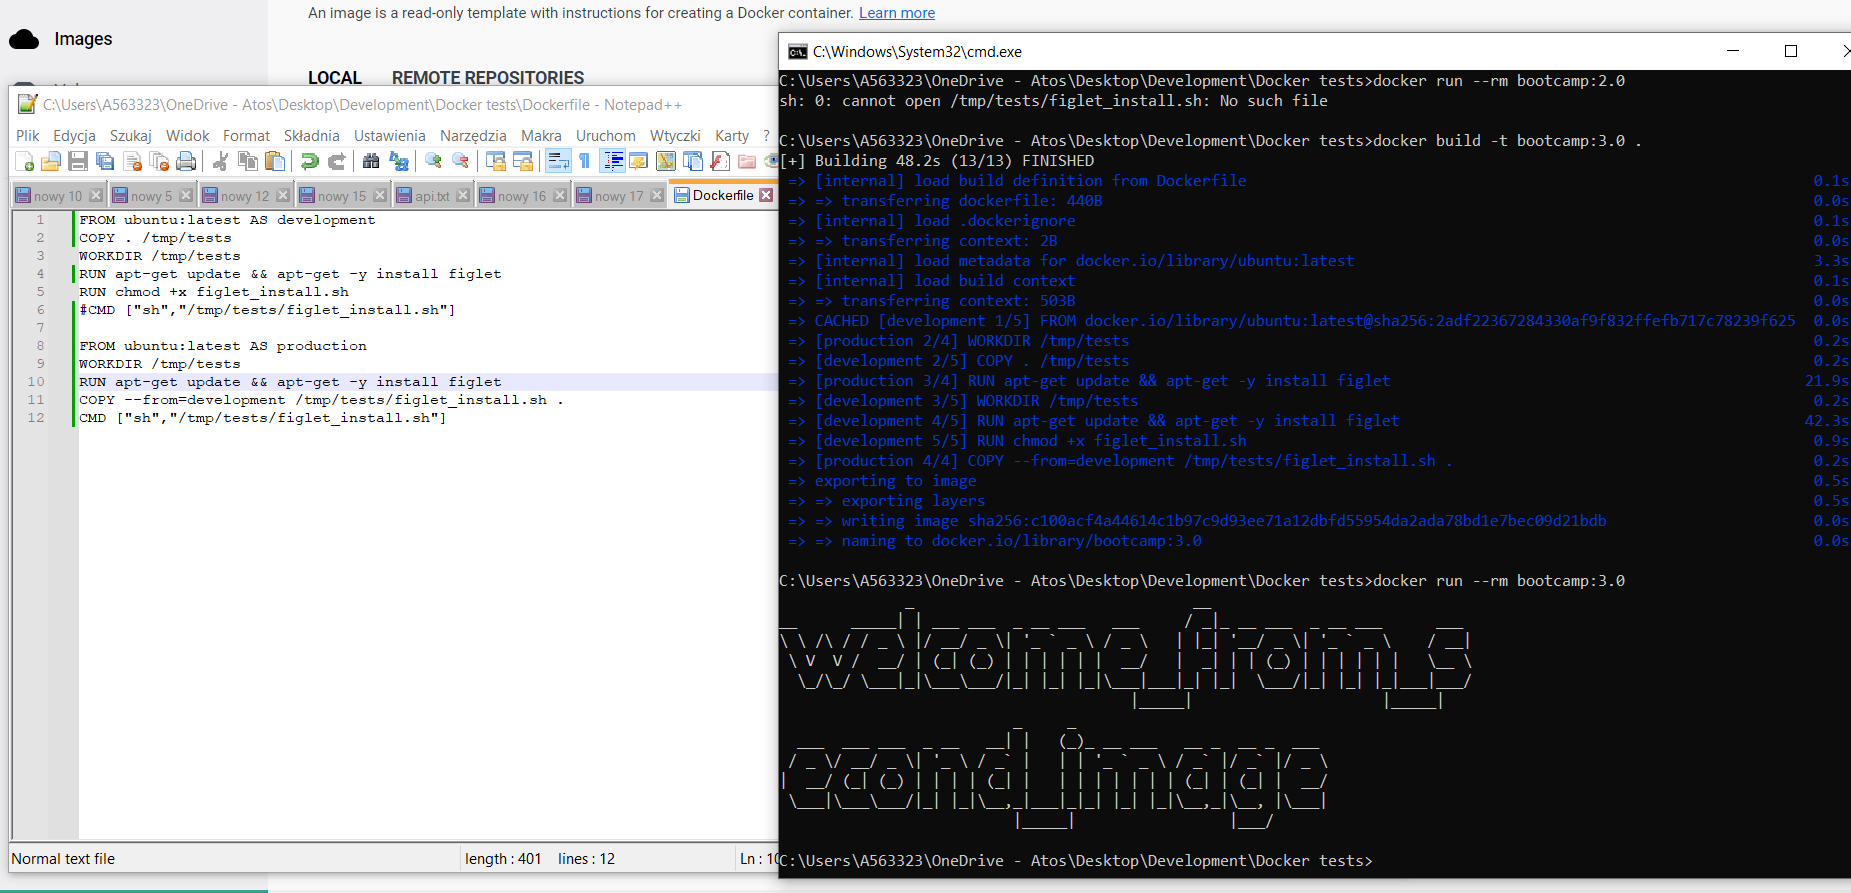 An image is a read-only template with instructions for creating a Docker container. Learn more
Images
LOCAL REMOTE REPOSITORIES
C:\Users\A563323\OneDrive - Atos\Desktop\Development\Docker tests\Dockerfile - Notepad++
Plik Edycja Szukaj Widok Format Składnia Ustawienia Narzędzia Makra Uruchom Wtyczki Karty ?
nowy 10 nowy 5 nowy 12 nowy 15 api.txt nowy 16 nowy 17 Dockerfile
1 FROM ubuntu:latest AS development
2 COPY . /tmp/tests
3 WORKDIR /tmp/tests
4 RUN apt-get update && apt-get -y install figlet
5 RUN chmod +x figlet_install.sh
6 #CMD ["sh","/tmp/tests/figlet_install.sh"]
7
8 FROM ubuntu:latest AS production
9 WORKDIR /tmp/tests
10 RUN apt-get update && apt-get -y install figlet
11 COPY --from=development /tmp/tests/figlet_install.sh .
12 CMD ["sh","/tmp/tests/figlet_install.sh"]
Normal text file length : 401 lines : 12 Ln : 10
C:\Windows\System32\cmd.exe
C:\Users\A563323\OneDrive - Atos\Desktop\Development\Docker tests>docker run --rm bootcamp:2.0
sh: 0: cannot open /tmp/tests/figlet_install.sh: No such file
C:\Users\A563323\OneDrive - Atos\Desktop\Development\Docker tests>docker build -t bootcamp:3.0 .
[+] Building 48.2s (13/13) FINISHED
=> [internal] load build definition from Dockerfile 0.1s
=> => transferring dockerfile: 440B 0.0s
=> [internal] load .dockerignore 0.1s
=> => transferring context: 2B 0.0s
=> [internal] load metadata for docker.io/library/ubuntu:latest 3.3s
=> [internal] load build context 0.1s
=> => transferring context: 503B 0.0s
=> CACHED [development 1/5] FROM docker.io/library/ubuntu:latest@sha256:2adf22367284330af9f832ffefb717c78239f625 0.0s
=> [production 2/4] WORKDIR /tmp/tests 0.2s
=> [development 2/5] COPY . /tmp/tests 0.2s
=> [production 3/4] RUN apt-get update && apt-get -y install figlet 21.9s
=> [development 3/5] WORKDIR /tmp/tests 0.2s
=> [development 4/5] RUN apt-get update && apt-get -y install figlet 42.3s
=> [development 5/5] RUN chmod +x figlet_install.sh 0.9s
=> [production 4/4] COPY --from=development /tmp/tests/figlet_install.sh . 0.2s
=> exporting to image 0.5s
=> => exporting layers 0.5s
=> => writing image sha256:c100acf4a44614c1b97c9d93ee71a12dbfd55954da2ada78bd1e7bec09d21bdb 0.0s
=> => naming to docker.io/library/bootcamp:3.0 0.0s
C:\Users\A563323\OneDrive - Atos\Desktop\Development\Docker tests>docker run --rm bootcamp:3.0
welcome_from_s
econd_image
C:\Users\A563323\OneDrive - Atos\Desktop\Development\Docker tests>